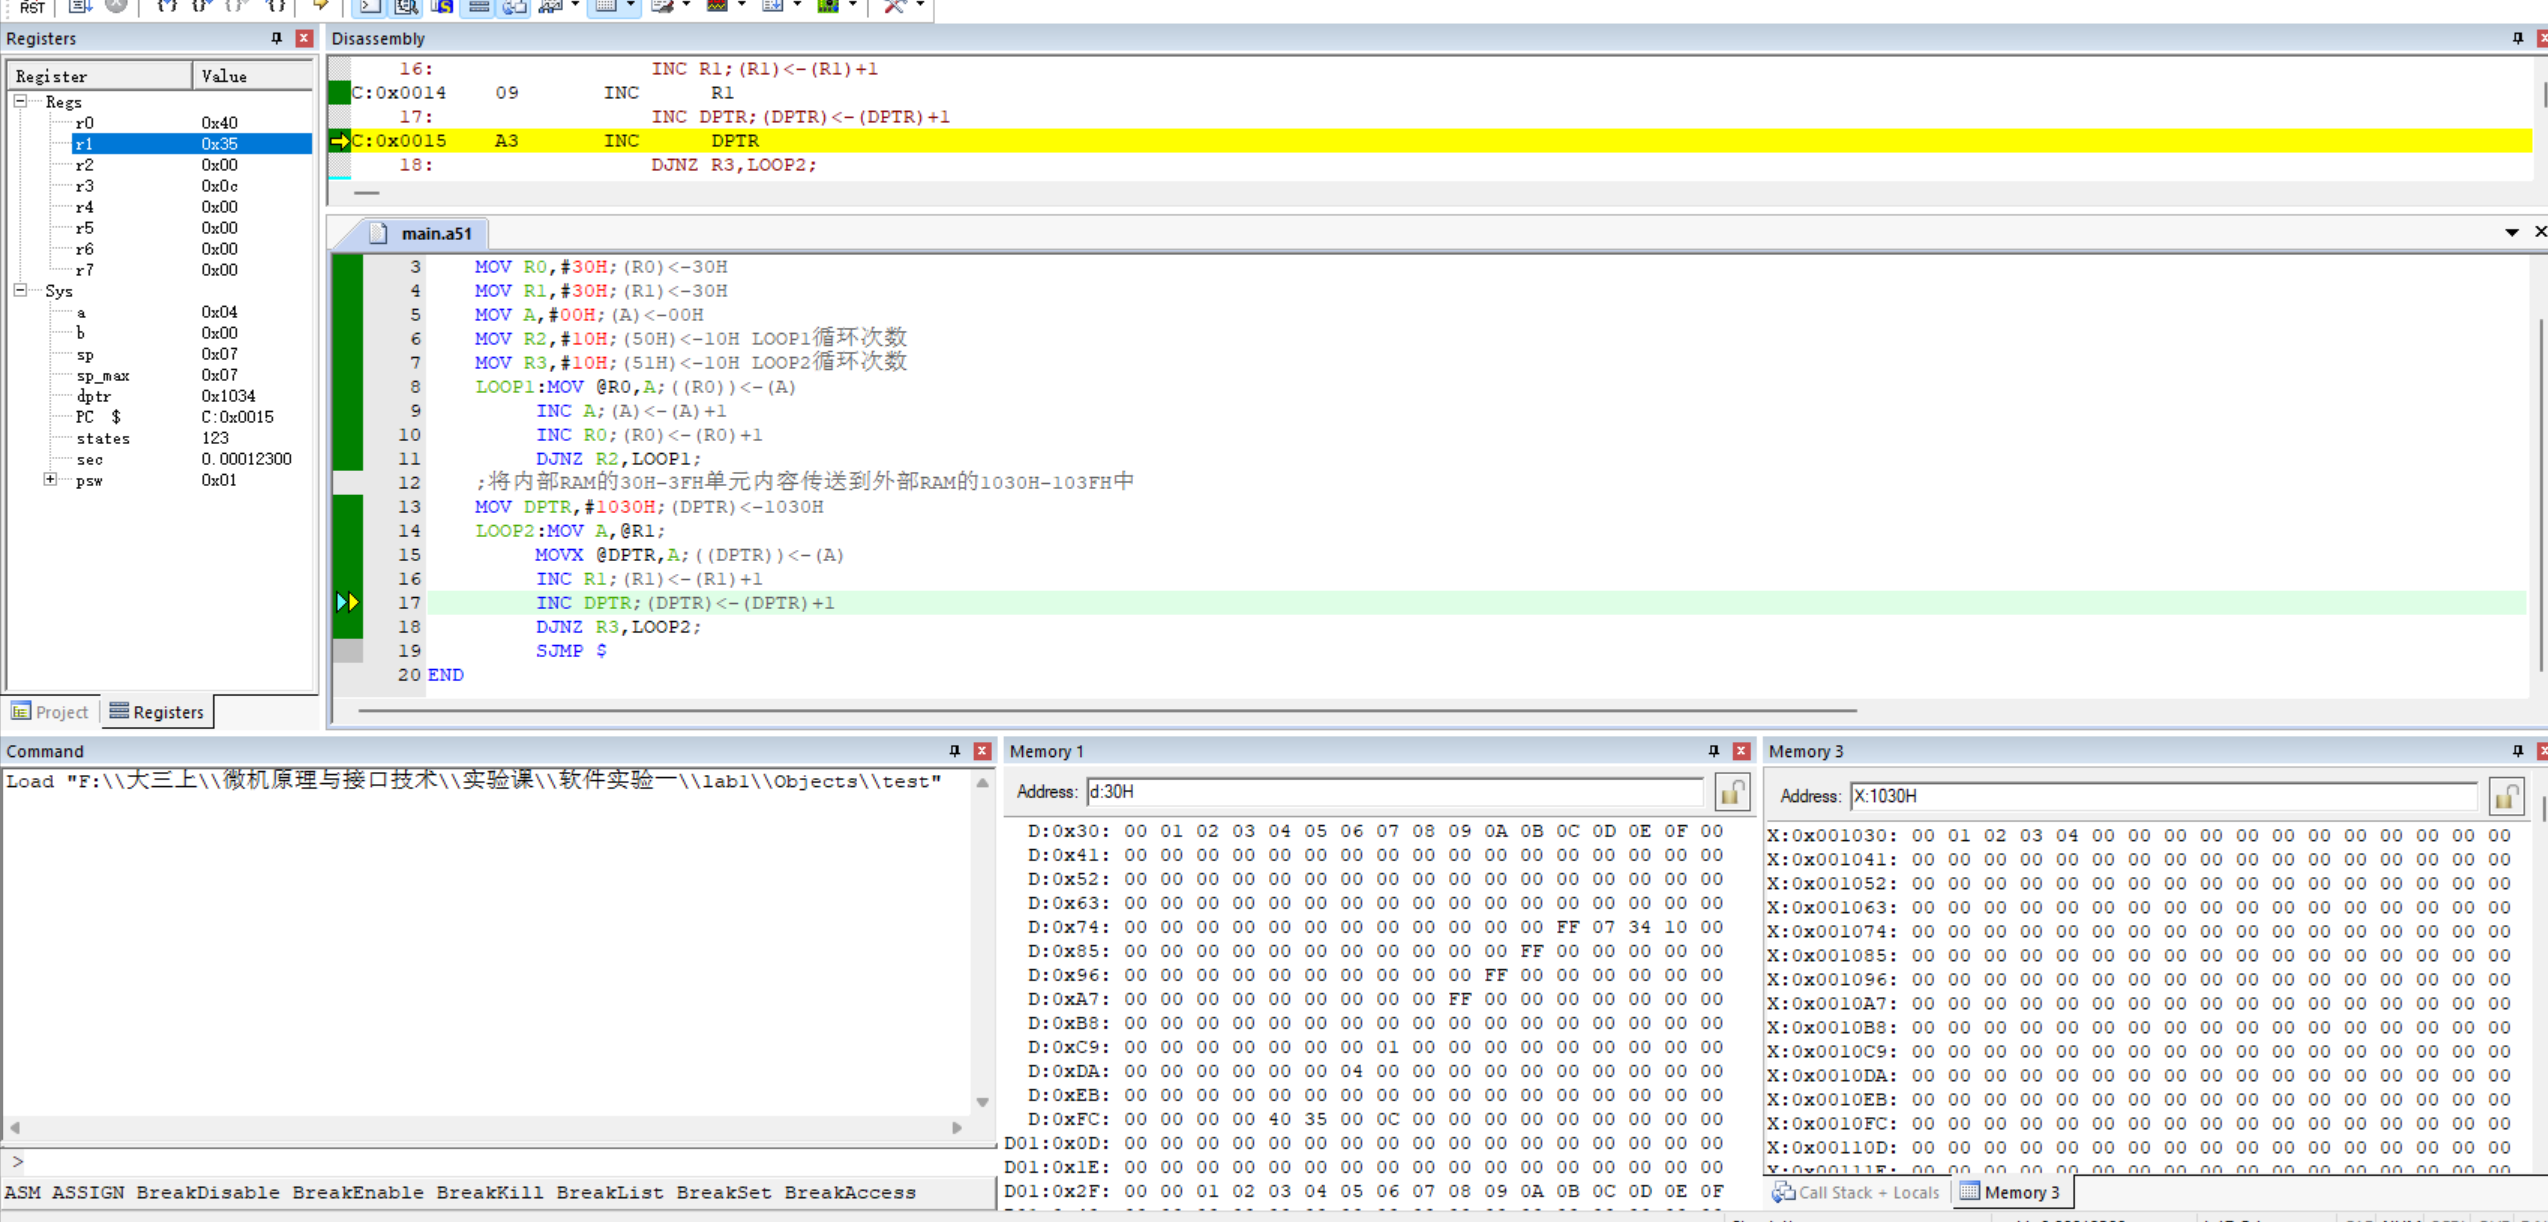 RST
Registers
Register Value
Regs
r0 0x40
r1 0x35
r2 0x00
r3 0x0c
r4 0x00
r5 0x00
r6 0x00
r7 0x00
Sys
a 0x04
b 0x00
sp 0x07
sp_max 0x07
dptr 0x1034
PC $ C:0x0015
states 123
sec 0.00012300
psw 0x01
Project Registers
Disassembly
16: INC R1;(R1)<-(R1)+1
C:0x0014 09 INC R1
17: INC DPTR;(DPTR)<-(DPTR)+1
C:0x0015 A3 INC DPTR
18: DJNZ R3,LOOP2;
main.a51
3 MOV R0,#30H;(R0)<-30H
4 MOV R1,#30H;(R1)<-30H
5 MOV A,#00H;(A)<-00H
6 MOV R2,#10H;(50H)<-10H LOOP1循环次数
7 MOV R3,#10H;(51H)<-10H LOOP2循环次数
8 LOOP1:MOV @R0,A;((R0))<-(A)
9 INC A;(A)<-(A)+1
10 INC R0;(R0)<-(R0)+1
11 DJNZ R2,LOOP1;
12 ;将内部RAM的30H-3FH单元内容传送到外部RAM的1030H-103FH中
13 MOV DPTR,#1030H;(DPTR)<-1030H
14 LOOP2:MOV A,@R1;
15 MOVX @DPTR,A;((DPTR))<-(A)
16 INC R1;(R1)<-(R1)+1
17 INC DPTR;(DPTR)<-(DPTR)+1
18 DJNZ R3,LOOP2;
19 SJMP $
20 END
Command
Load "F:\\大三上\\微机原理与接口技术\\实验课\\软件实验一\\lab1\\Objects\\test"
>
ASM ASSIGN BreakDisable BreakEnable BreakKill BreakList BreakSet BreakAccess
Memory 1
Address: d:30H
D:0x30: 00 01 02 03 04 05 06 07 08 09 0A 0B 0C 0D 0E 0F 00
D:0x41: 00 00 00 00 00 00 00 00 00 00 00 00 00 00 00 00 00
D:0x52: 00 00 00 00 00 00 00 00 00 00 00 00 00 00 00 00 00
D:0x63: 00 00 00 00 00 00 00 00 00 00 00 00 00 00 00 00 00
D:0x74: 00 00 00 00 00 00 00 00 00 00 00 00 FF 07 34 10 00
D:0x85: 00 00 00 00 00 00 00 00 00 00 00 FF 00 00 00 00 00
D:0x96: 00 00 00 00 00 00 00 00 00 00 FF 00 00 00 00 00 00
D:0xA7: 00 00 00 00 00 00 00 00 00 FF 00 00 00 00 00 00 00
D:0xB8: 00 00 00 00 00 00 00 00 00 00 00 00 00 00 00 00 00
D:0xC9: 00 00 00 00 00 00 00 01 00 00 00 00 00 00 00 00 00
D:0xDA: 00 00 00 00 00 00 04 00 00 00 00 00 00 00 00 00 00
D:0xEB: 00 00 00 00 00 00 00 00 00 00 00 00 00 00 00 00 00
D:0xFC: 00 00 00 00 40 35 00 0C 00 00 00 00 00 00 00 00 00
D01:0x0D: 00 00 00 00 00 00 00 00 00 00 00 00 00 00 00 00 00
D01:0x1E: 00 00 00 00 00 00 00 00 00 00 00 00 00 00 00 00 00
D01:0x2F: 00 00 01 02 03 04 05 06 07 08 09 0A 0B 0C 0D 0E 0F
Memory 3
Address: X:1030H
X:0x001030: 00 01 02 03 04 00 00 00 00 00 00 00 00 00 00 00 00
X:0x001041: 00 00 00 00 00 00 00 00 00 00 00 00 00 00 00 00 00
X:0x001052: 00 00 00 00 00 00 00 00 00 00 00 00 00 00 00 00 00
X:0x001063: 00 00 00 00 00 00 00 00 00 00 00 00 00 00 00 00 00
X:0x001074: 00 00 00 00 00 00 00 00 00 00 00 00 00 00 00 00 00
X:0x001085: 00 00 00 00 00 00 00 00 00 00 00 00 00 00 00 00 00
X:0x001096: 00 00 00 00 00 00 00 00 00 00 00 00 00 00 00 00 00
X:0x0010A7: 00 00 00 00 00 00 00 00 00 00 00 00 00 00 00 00 00
X:0x0010B8: 00 00 00 00 00 00 00 00 00 00 00 00 00 00 00 00 00
X:0x0010C9: 00 00 00 00 00 00 00 00 00 00 00 00 00 00 00 00 00
X:0x0010DA: 00 00 00 00 00 00 00 00 00 00 00 00 00 00 00 00 00
X:0x0010EB: 00 00 00 00 00 00 00 00 00 00 00 00 00 00 00 00 00
X:0x0010FC: 00 00 00 00 00 00 00 00 00 00 00 00 00 00 00 00 00
X:0x00110D: 00 00 00 00 00 00 00 00 00 00 00 00 00 00 00 00 00
Call Stack + Locals Memory 3